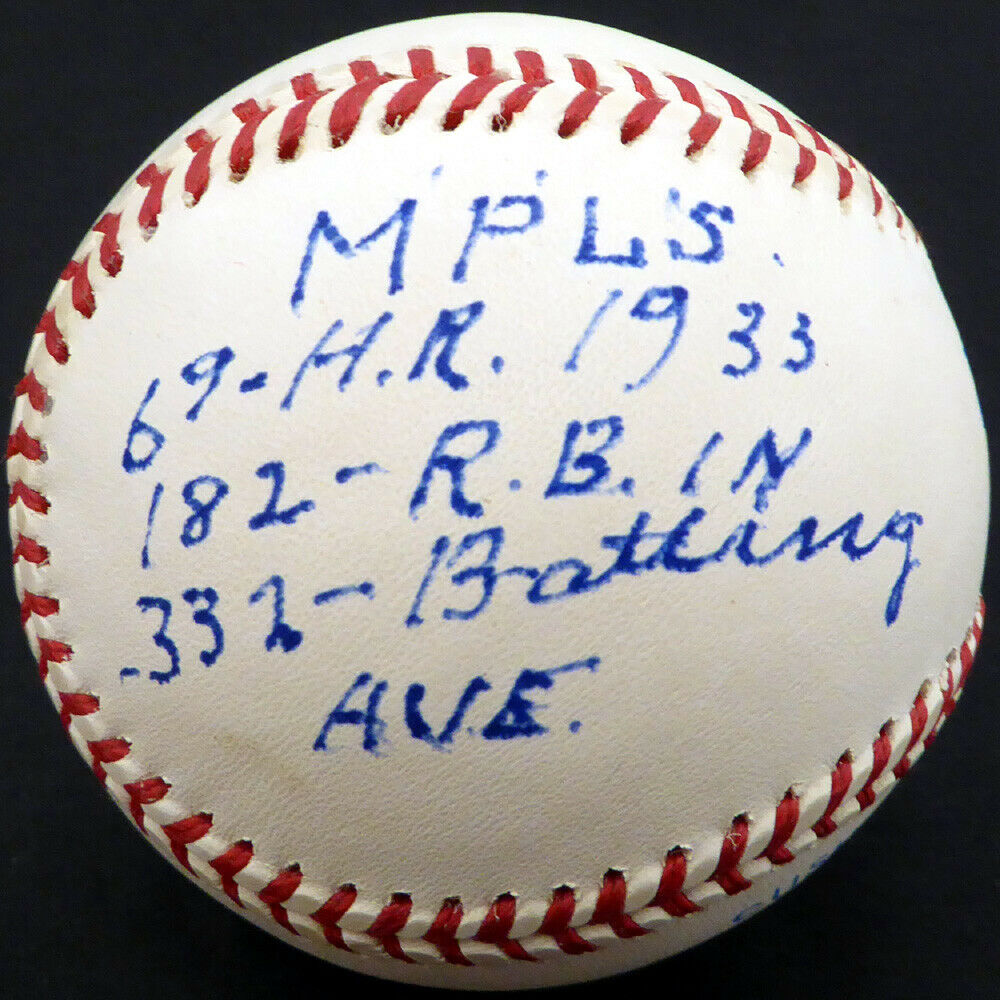 MPLS.
69-H.R. 1933
182-R.B.IN
.332-Batting
AVE.